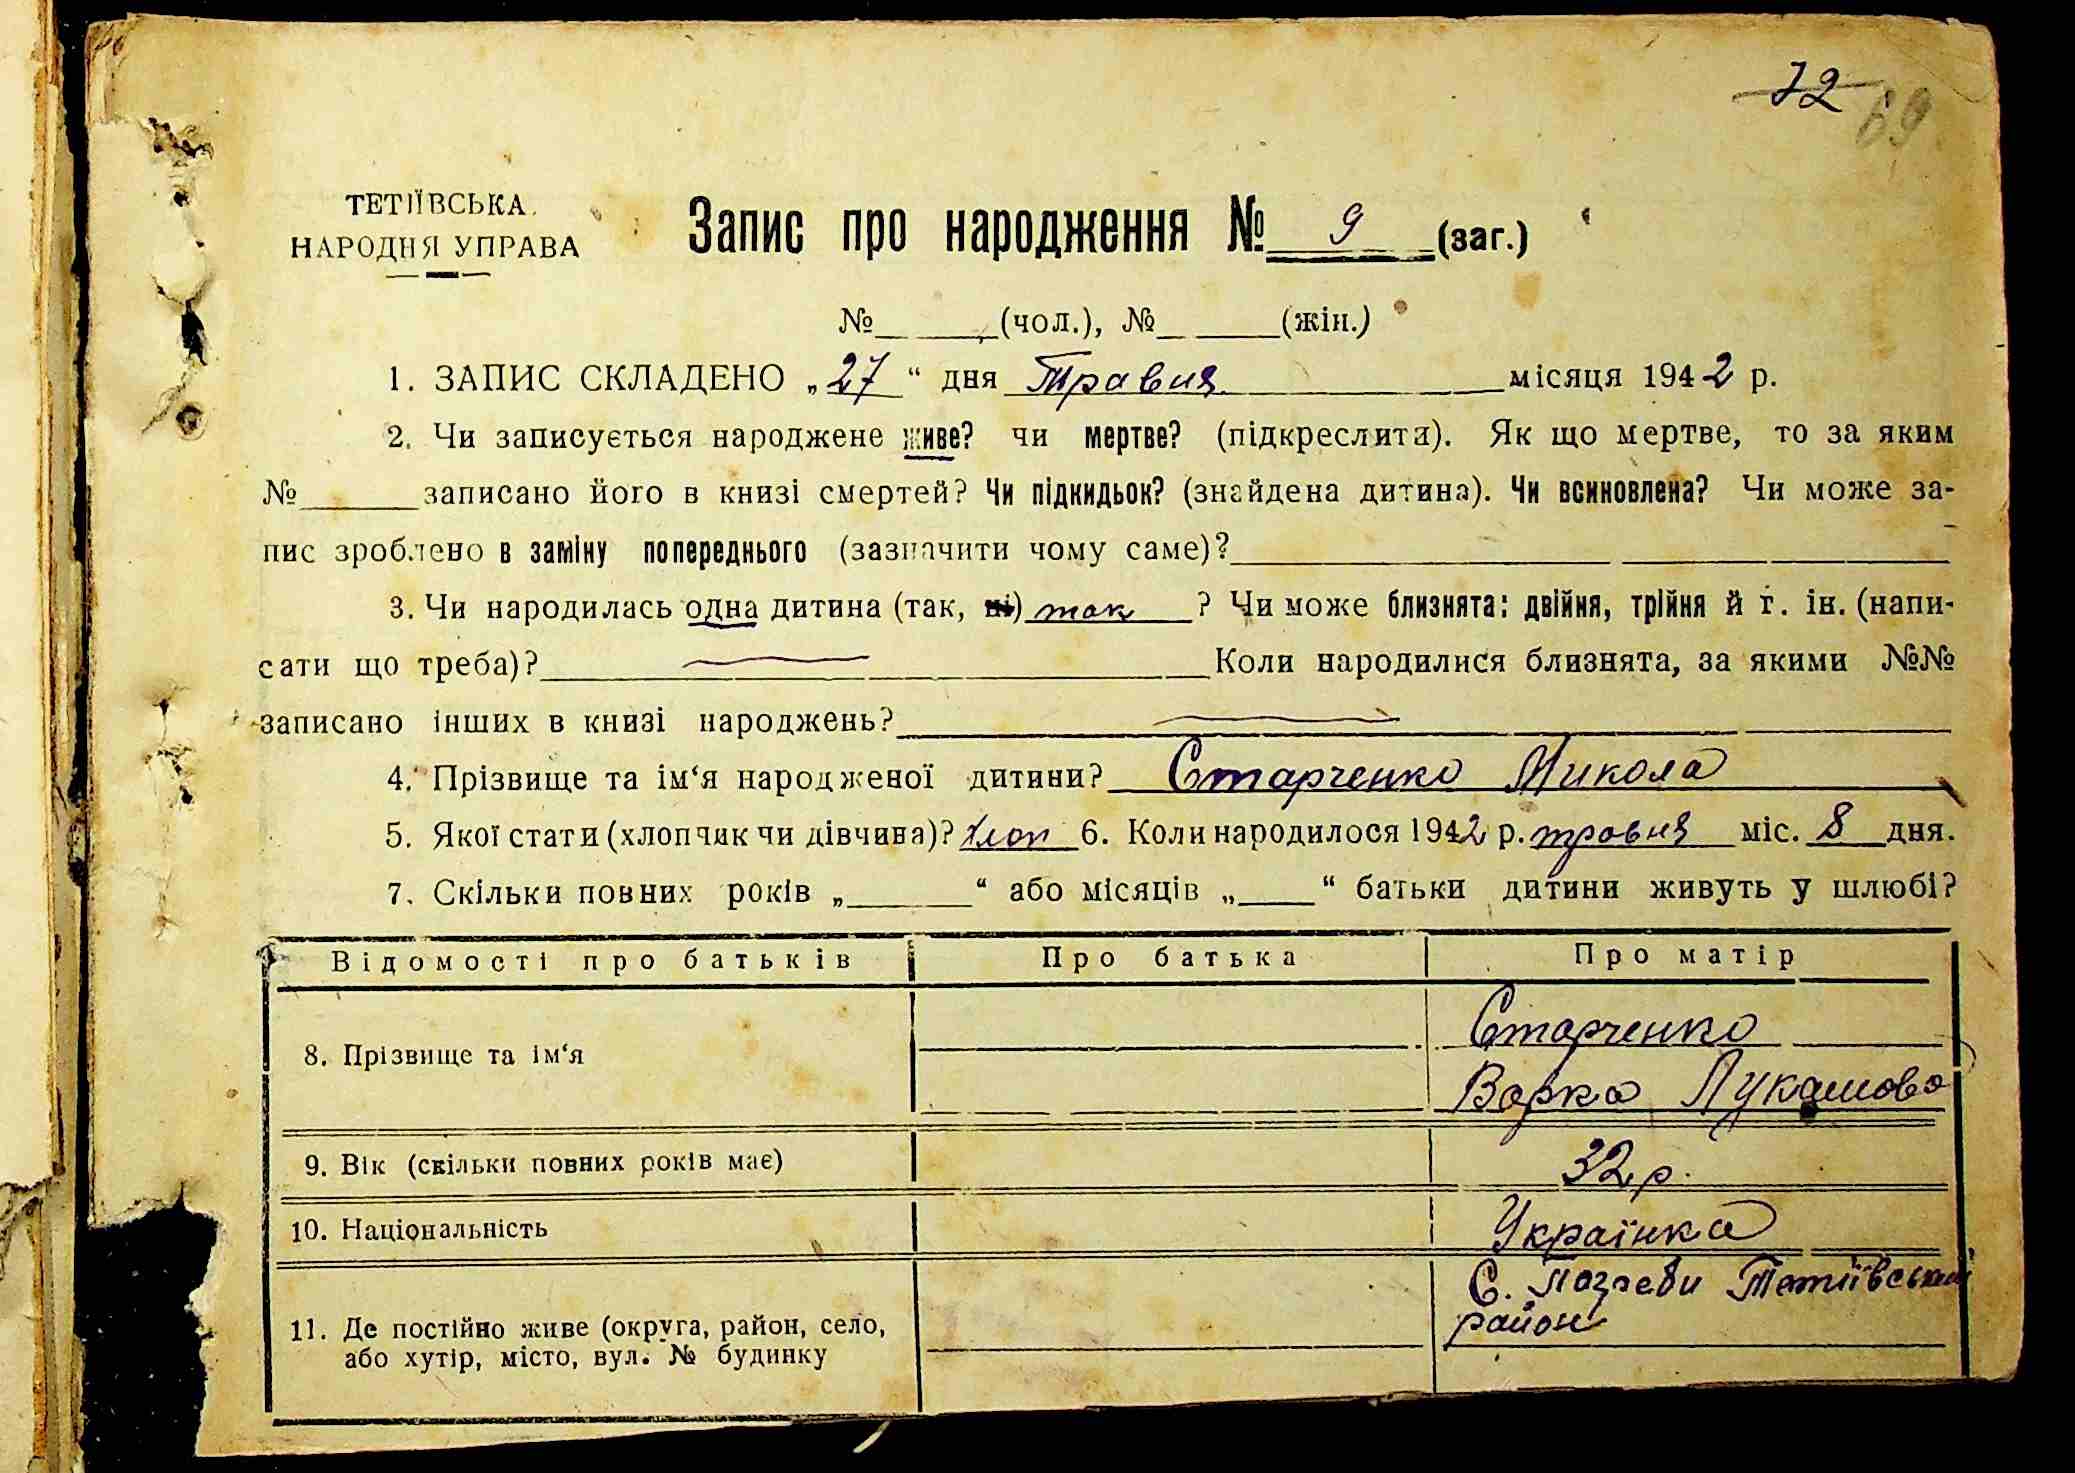 72
69
ТЕТІЇВСЬКА
НАРОДНЯ УПРАВА
Запис про народження № 9 (заг.)
№ (чол.), № (жін.)
1. ЗАПИС СКЛАДЕНО „27“ дня Травня місяця 1942 р.
2. Чи записується народжене живе? чи мертве? (підкреслити). Як що мертве, то за яким
№ записано його в книзі смертей? Чи підкидьок? (знайдена дитина). Чи всиновлена? Чи може за-
пис зроблено в заміну попереднього (зазначити чому саме)?
3. Чи народилась одна дитина (так, ні) так ? Чи може близнята: двійня, трійня й т. ін. (напи-
сати що треба)? Коли народилися близнята, за якими №№
записано інших в книзі народжень?
4. Прізвище та ім‘я народженої дитини? Старченко Микола
5. Якої стати (хлопчик чи дівчина)? хлоп 6. Коли народилося 1942 р. травня міс. 8 дня.
7. Скільки повних років „ “ або місяців „ “ батьки дитини живуть у шлюбі?
Відомості про батьків Про батька Про матір
8. Прізвище та ім‘я Старченко
Варка Лукашова
9. Вік (скільки повних років має) 32 р.
10. Національність Українка
11. Де постійно живе (округа, район, село, С. Погреби Тетіївський
або хутір, місто, вул. № будинку район